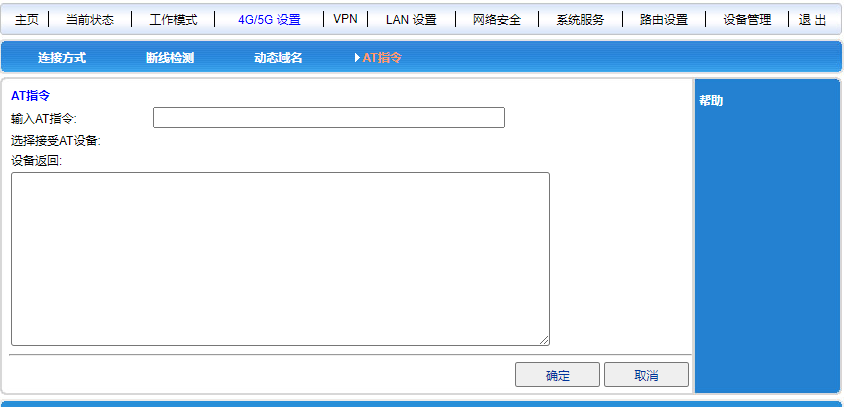 主页 当前状态 工作模式 4G/5G 设置 VPN LAN 设置 网络安全 系统服务 路由设置 设备管理 退 出
连接方式 断线检测 动态域名 AT指令
AT指令
帮助
输入AT指令:
选择接受AT设备:
设备返回:
确定 取消